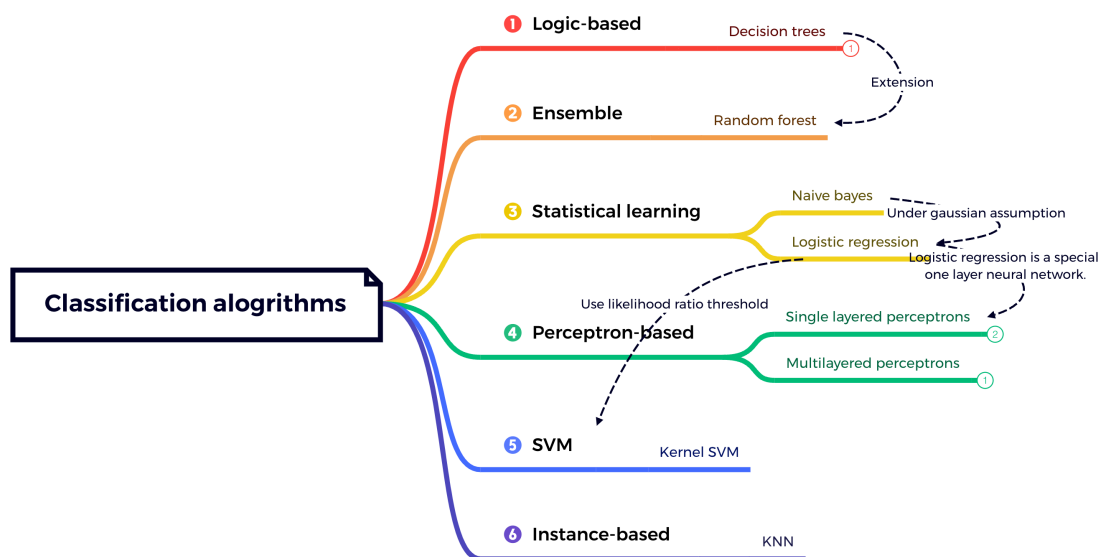 1 Logic-based
Decision trees
1
Extension
2 Ensemble
Random forest
Naive bayes
3 Statistical learning
Under gaussian assumption
Logistic regression
Logistic regression is a special
one layer neural network.
Classification alogrithms
Use likelihood ratio threshold
Single layered perceptrons
2
4 Perceptron-based
Multilayered perceptrons
1
5 SVM
Kernel SVM
6 Instance-based
KNN